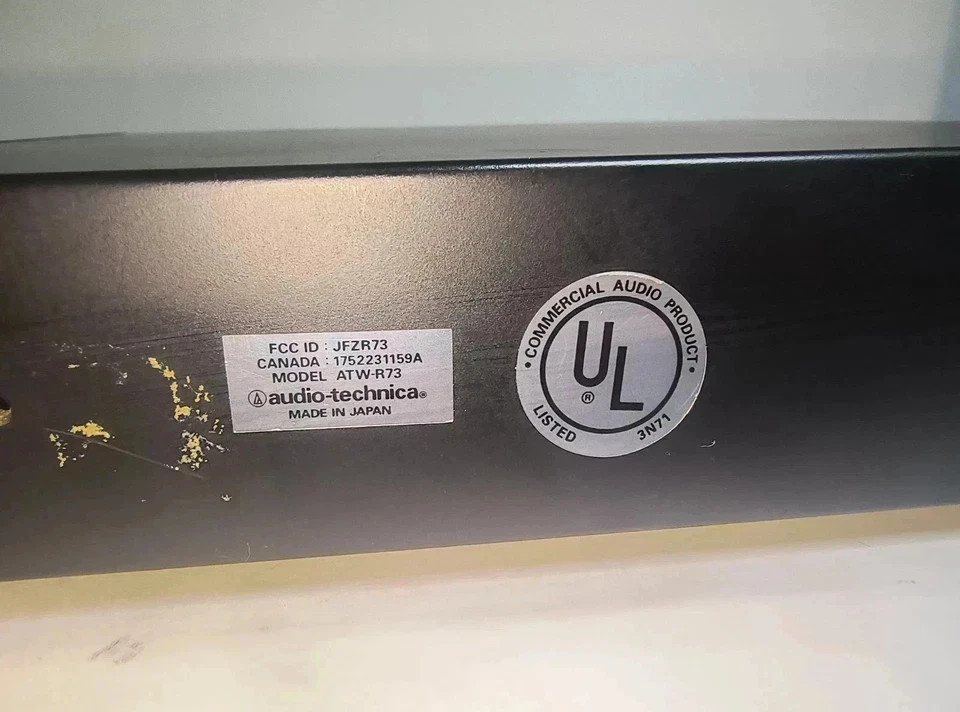 FCC ID : JFZR73
CANADA : 1752231159A
MODEL ATW-R73
audio-technica®
MADE IN JAPAN
• COMMERCIAL AUDIO PRODUCT •
UL
®
LISTED 3N71